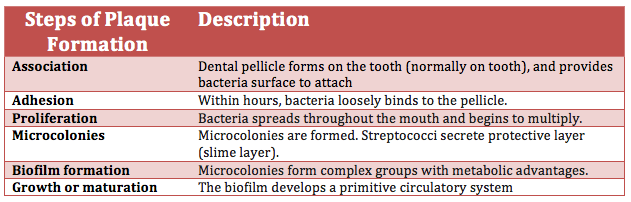 Steps of Plaque Description
Formation
Association Dental pellicle forms on the tooth (normally on tooth), and provides
bacteria surface to attach
Adhesion Within hours, bacteria loosely binds to the pellicle.
Proliferation Bacteria spreads throughout the mouth and begins to multiply.
Microcolonies Microcolonies are formed. Streptococci secrete protective layer
(slime layer).
Biofilm formation Microcolonies form complex groups with metabolic advantages.
Growth or maturation The biofilm develops a primitive circulatory system